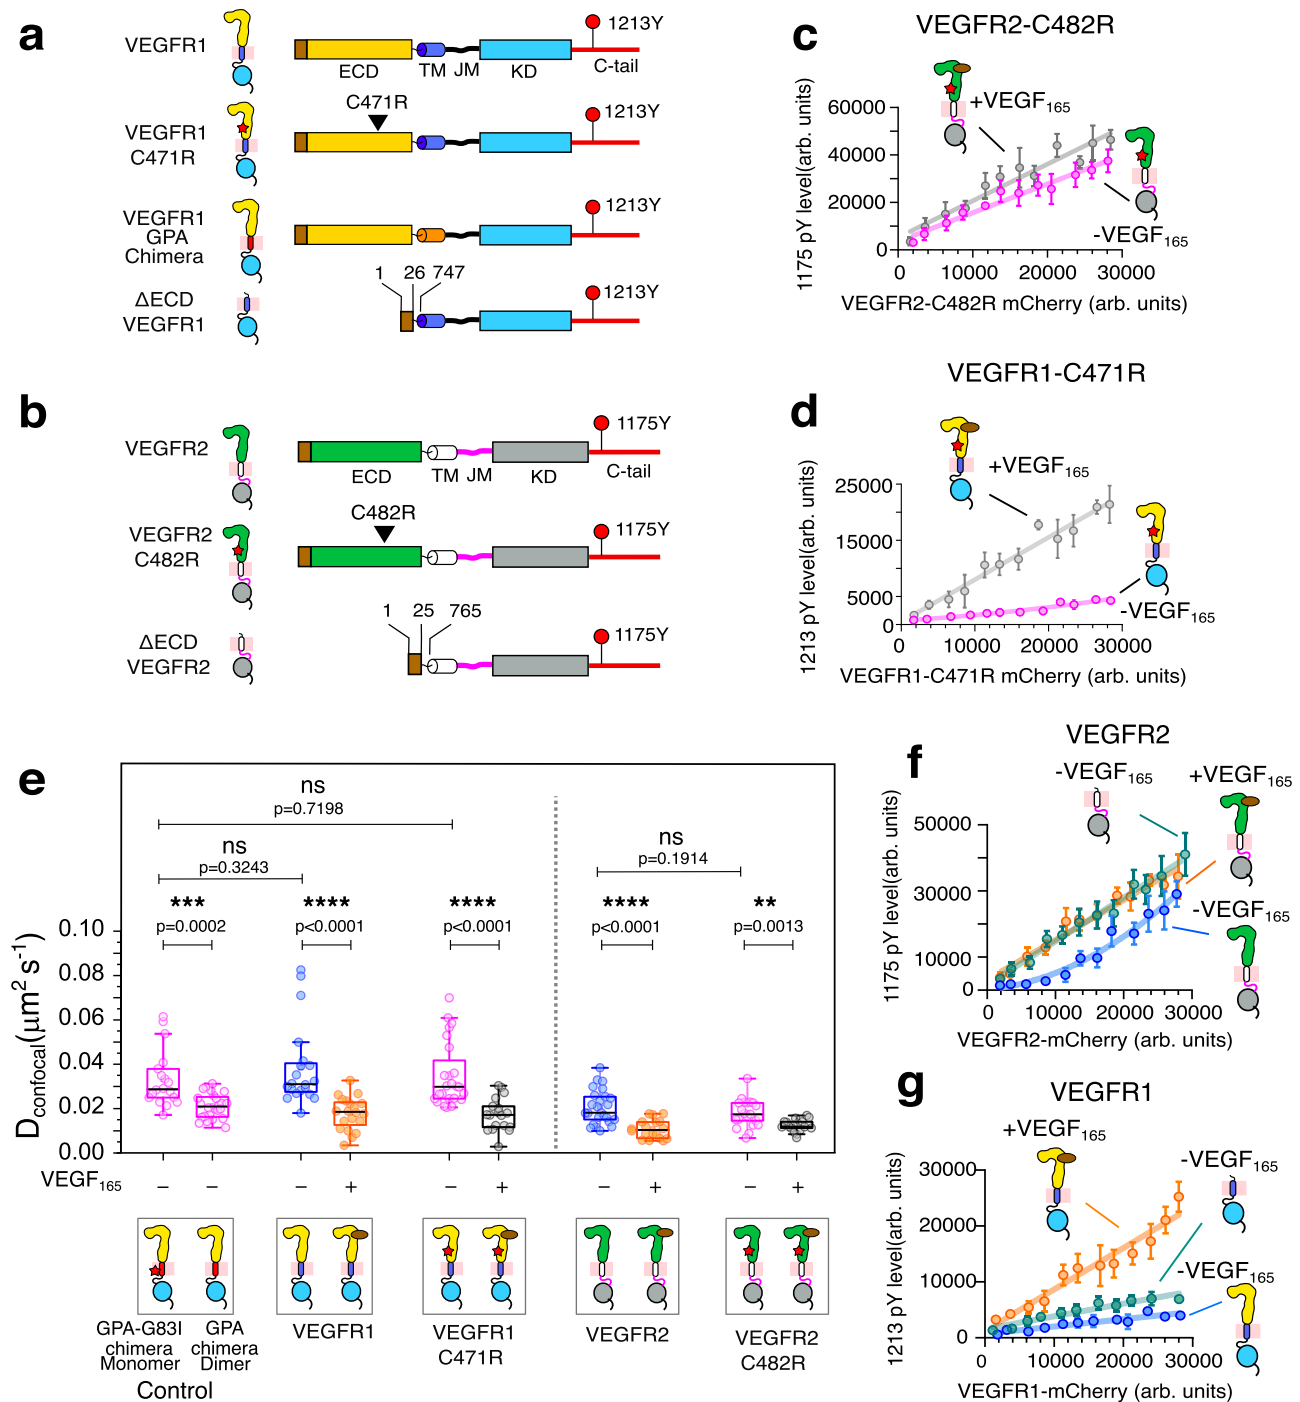 a
VEGFR1
1213Y
ECD
TM
JM
KD
C-tail
VEGFR1
C471R
C471R
1213Y
VEGFR1
GPA
Chimera
1213Y
ΔECD
VEGFR1
1 26 747
1213Y
b
VEGFR2
1175Y
ECD
TM
JM
KD
C-tail
VEGFR2
C482R
C482R
1175Y
ΔECD
VEGFR2
1 25 765
1175Y
c
VEGFR2-C482R
+VEGF165
-VEGF165
1175 pY level(arb. units)
60000
40000
20000
0
0 10000 20000 30000
VEGFR2-C482R mCherry (arb. units)
d
VEGFR1-C471R
+VEGF165
-VEGF165
1213 pY level(arb. units)
25000
15000
5000
0
0 10000 20000 30000
VEGFR1-C471R mCherry (arb. units)
e
ns
p=0.7198
ns
p=0.3243
ns
p=0.1914
*** **** **** **** **
p=0.0002 p<0.0001 p<0.0001 p<0.0001 p=0.0013
Dconfocal(μm2 s-1)
0.10
0.08
0.06
0.04
0.02
0.00
VEGF165 − − − + − + − + − +
GPA-G83I
chimera
Monomer
GPA
chimera
Dimer
Control
VEGFR1
VEGFR1
C471R
VEGFR2
VEGFR2
C482R
f
VEGFR2
-VEGF165
+VEGF165
-VEGF165
1175 pY level(arb. units)
50000
30000
10000
0
0 10000 20000 30000
VEGFR2-mCherry (arb. units)
g
VEGFR1
+VEGF165
-VEGF165
-VEGF165
1213 pY level(arb. units)
30000
20000
10000
0
0 10000 20000 30000
VEGFR1-mCherry (arb. units)